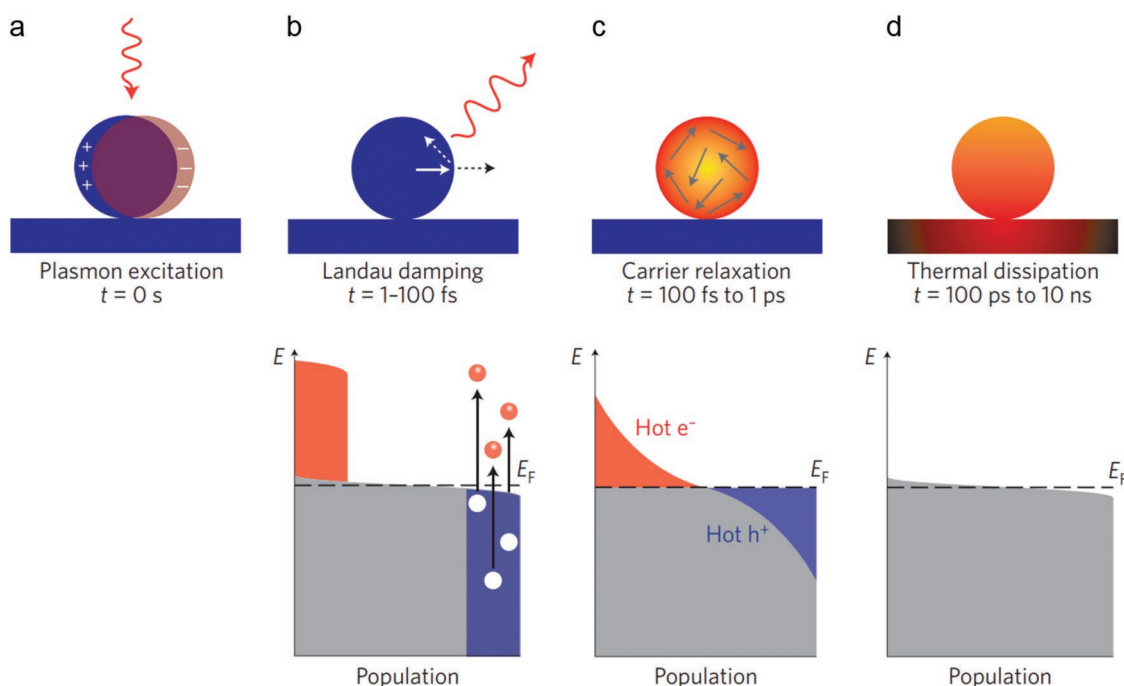 a
b
c
d
+
+
+
−
−
−
Plasmon excitation
t = 0 s
Landau damping
t = 1–100 fs
Carrier relaxation
t = 100 fs to 1 ps
Thermal dissipation
t = 100 ps to 10 ns
E
E_F
Population
E
Hot e⁻
E_F
Hot h⁺
Population
E
E_F
Population